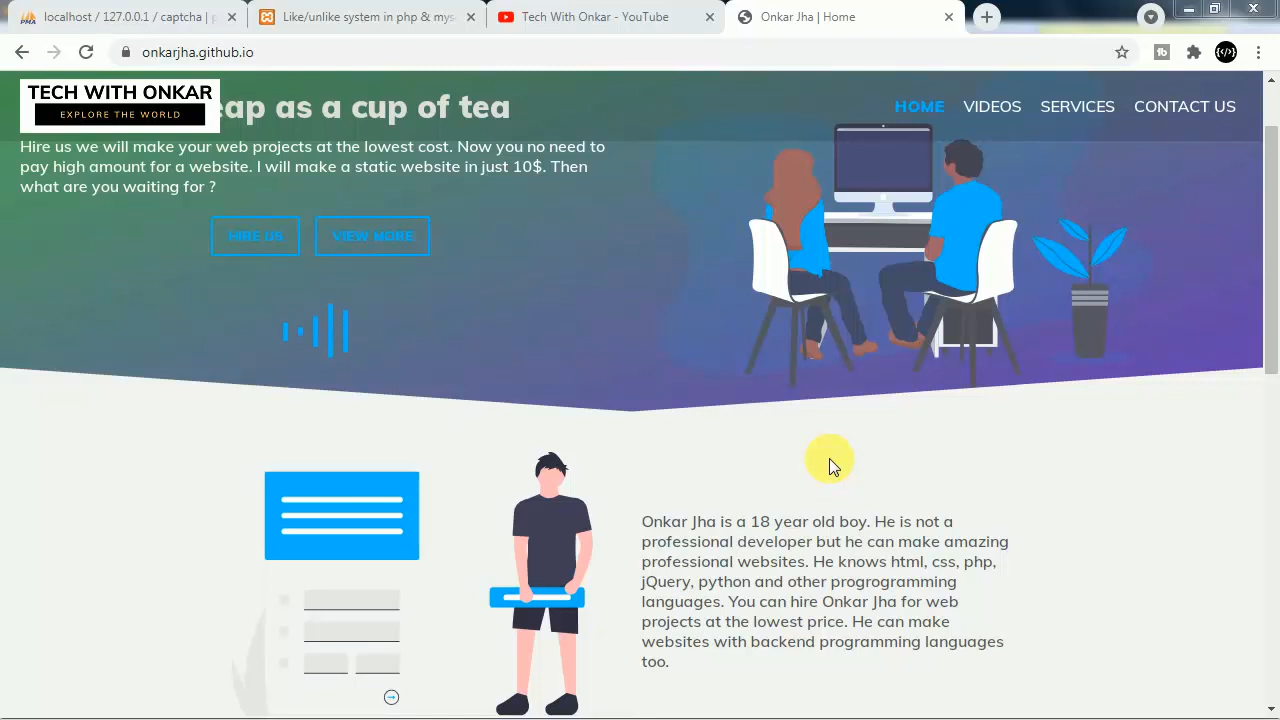 localhost / 127.0.0.1 / captcha | p
Like/unlike system in php & mys
Tech With Onkar - YouTube
Onkar Jha | Home
onkarjha.github.io
TECH WITH ONKAR
EXPLORE THE WORLD
eap as a cup of tea
HOME VIDEOS SERVICES CONTACT US
Hire us we will make your web projects at the lowest cost. Now you no need to
pay high amount for a website. I will make a static website in just 10$. Then
what are you waiting for ?
HIRE US VIEW MORE
Onkar Jha is a 18 year old boy. He is not a
professional developer but he can make amazing
professional websites. He knows html, css, php,
jQuery, python and other progrogramming
languages. You can hire Onkar Jha for web
projects at the lowest price. He can make
websites with backend programming languages
too.